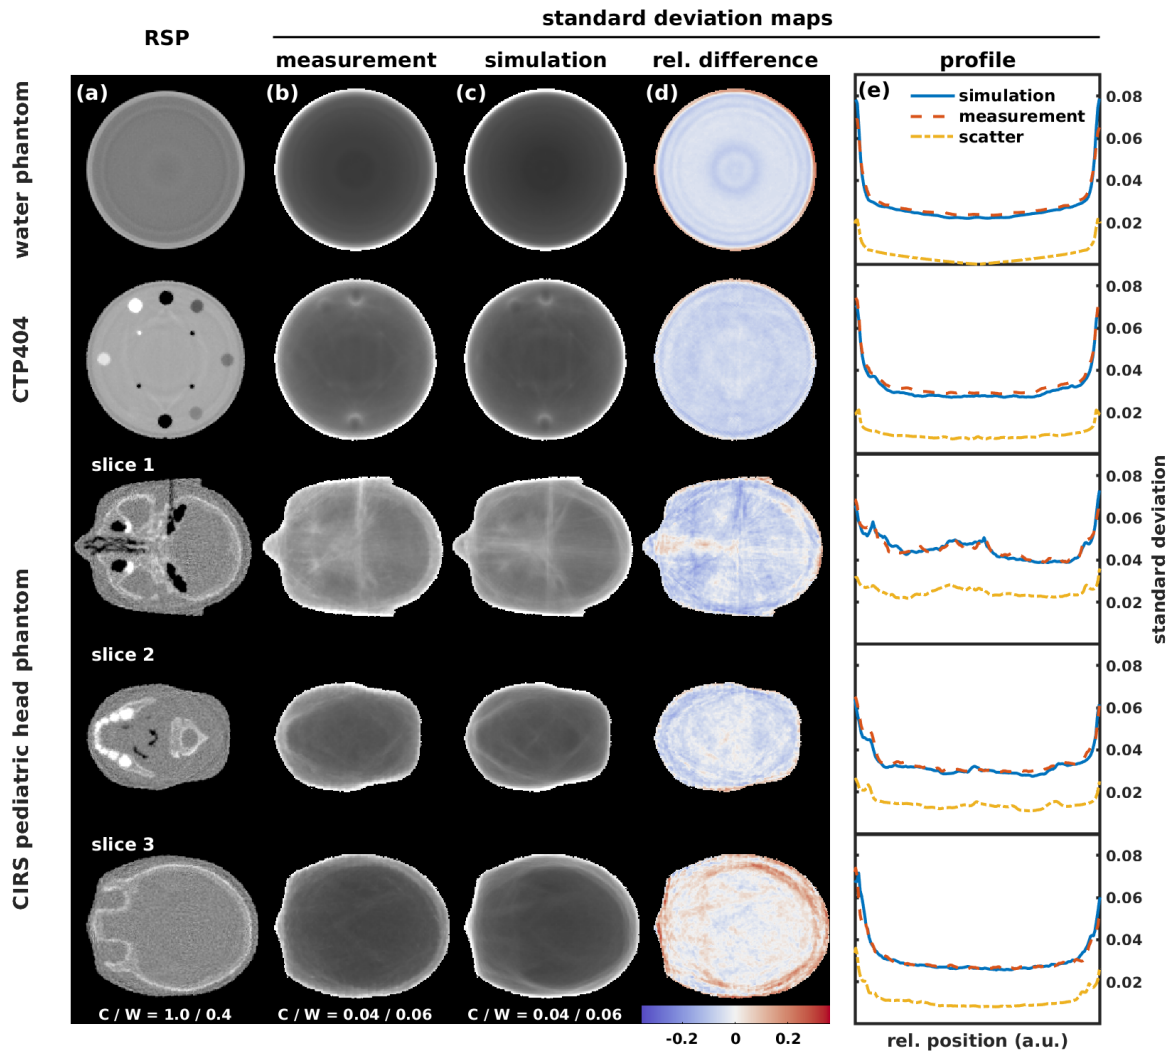 standard deviation maps
RSP
measurement
simulation
rel. difference
profile
water phantom
(a)
(b)
(c)
(d)
(e)
simulation
measurement
scatter
0.08
0.06
0.04
0.02
CTP404
0.08
0.06
0.04
0.02
CIRS pediatric head phantom
slice 1
0.08
0.06
0.04
0.02
standard deviation
slice 2
0.08
0.06
0.04
0.02
slice 3
0.08
0.06
0.04
0.02
C / W = 1.0 / 0.4
C / W = 0.04 / 0.06
C / W = 0.04 / 0.06
-0.2
0
0.2
rel. position (a.u.)